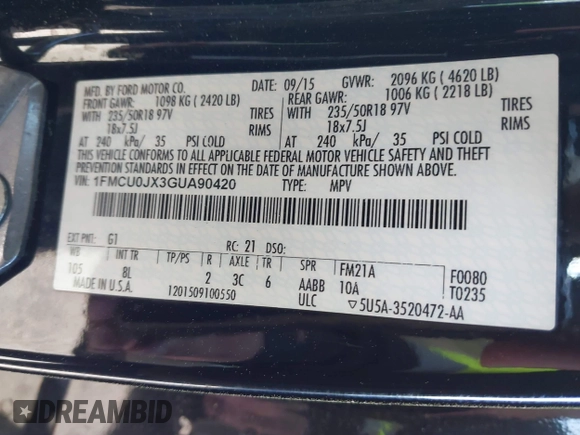 MFD. BY FORD MOTOR CO.
DATE: 09/15 GVWR: 2096 KG ( 4620 LB)
FRONT GAWR: 1098 KG ( 2420 LB) REAR GAWR: 1006 KG ( 2218 LB)
WITH 235/50R18 97V TIRES WITH 235/50R18 97V TIRES
18x7.5J RIMS 18x7.5J RIMS
AT 240 kPa/ 35 PSI COLD AT 240 kPa/ 35 PSI COLD
THIS VEHICLE CONFORMS TO ALL APPLICABLE FEDERAL MOTOR VEHICLE SAFETY AND THEFT
PREVENTION STANDARDS IN EFFECT ON THE DATE OF MANUFACTURE SHOWN ABOVE.
VIN: 1FMCU0JX3GUA90420 TYPE: MPV
EXT PNT: G1 RC: 21 DSO:
WB INT TR TP/PS R AXLE TR SPR FM21A F0080
105 8L 2 3C 6 AABB 10A T0235
MADE IN U.S.A. 1201509100550 ULC ▽5U5A-3520472-AA
DREAMBID